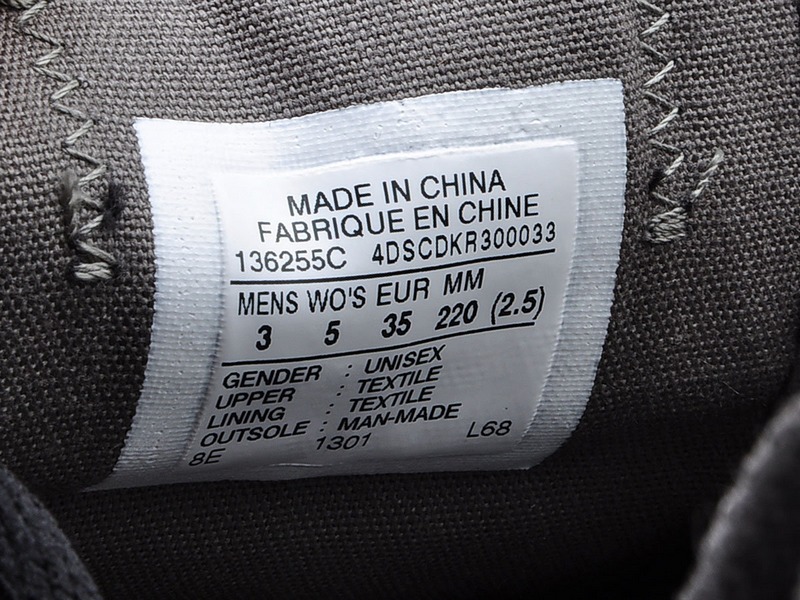 MADE IN CHINA
FABRIQUE EN CHINE
136255C 4DSCDKR300033
MENS WO'S EUR MM
3 5 35 220 (2.5)
GENDER : UNISEX
UPPER : TEXTILE
LINING : TEXTILE
OUTSOLE : MAN-MADE
8E 1301 L68